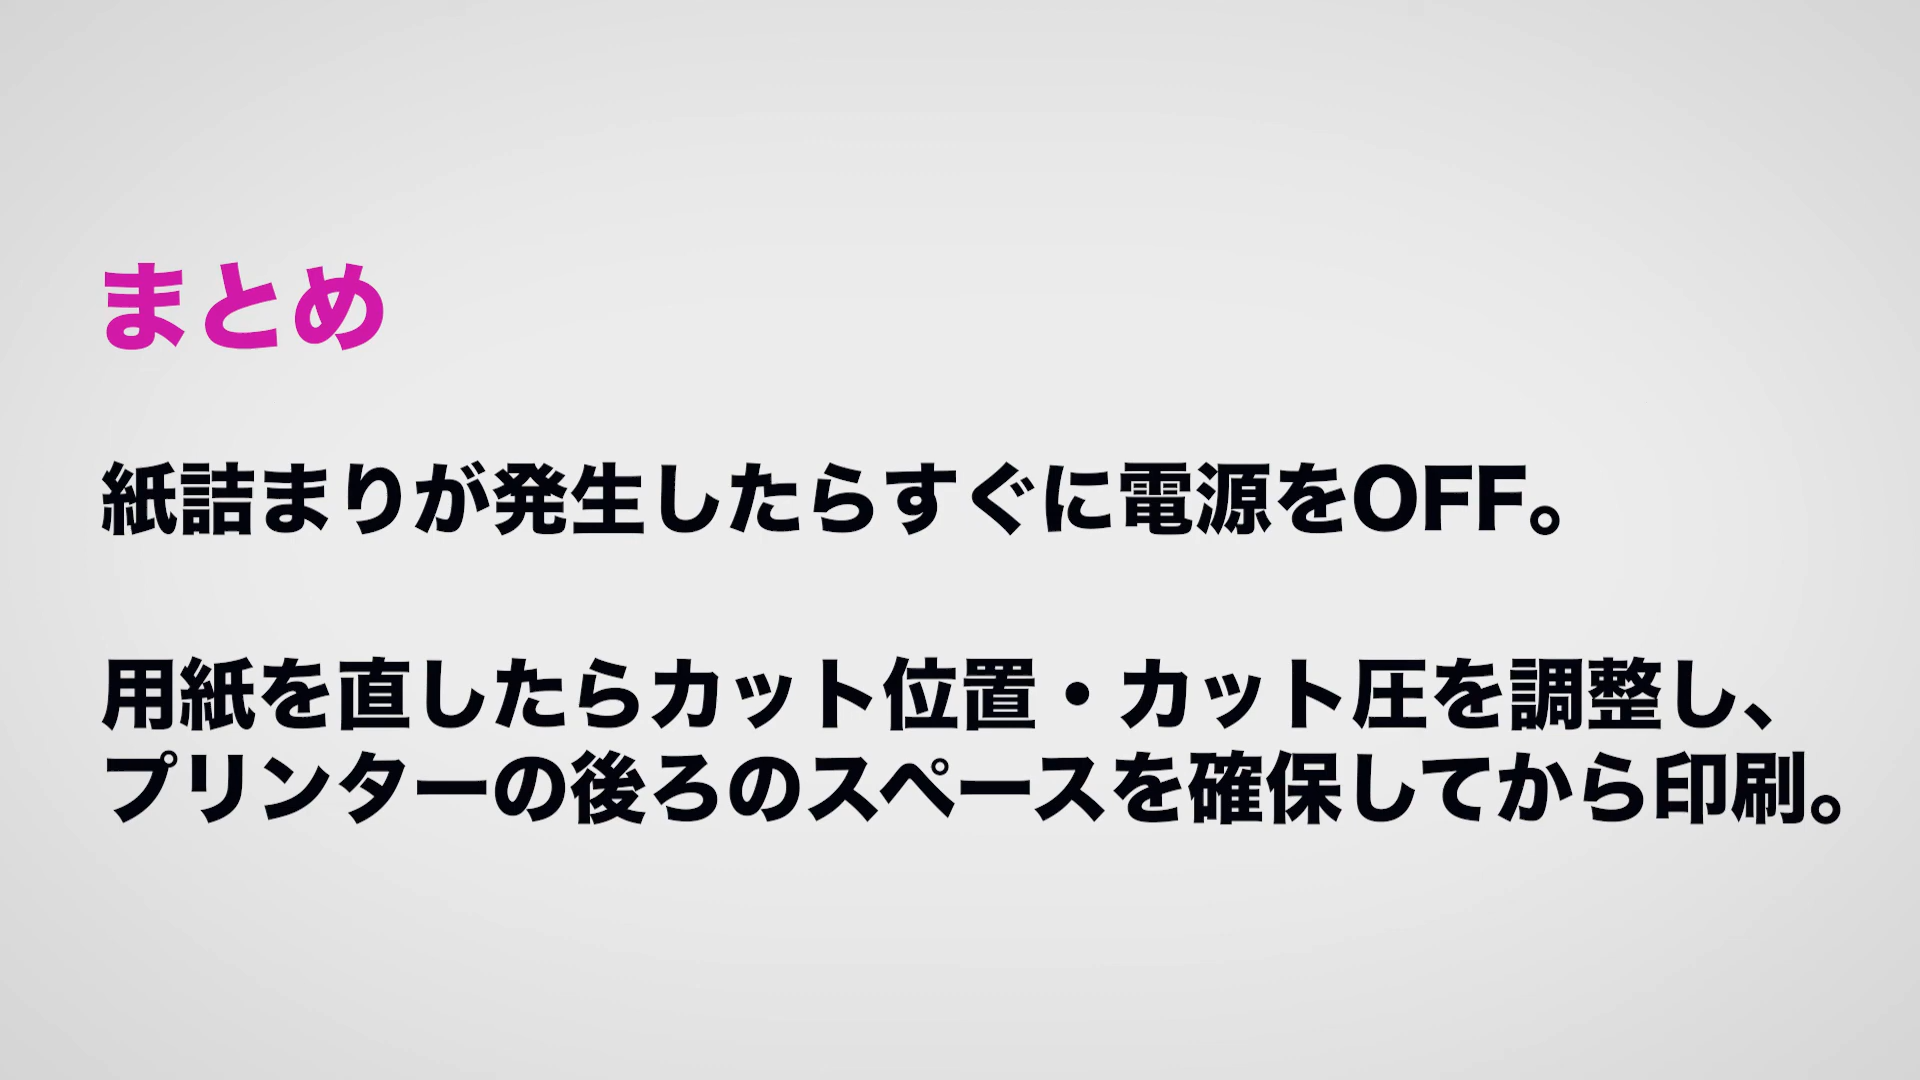 まとめ
紙詰まりが発生したらすぐに電源をOFF。
用紙を直したらカット位置・カット圧を調整し、
プリンターの後ろのスペースを確保してから印刷。